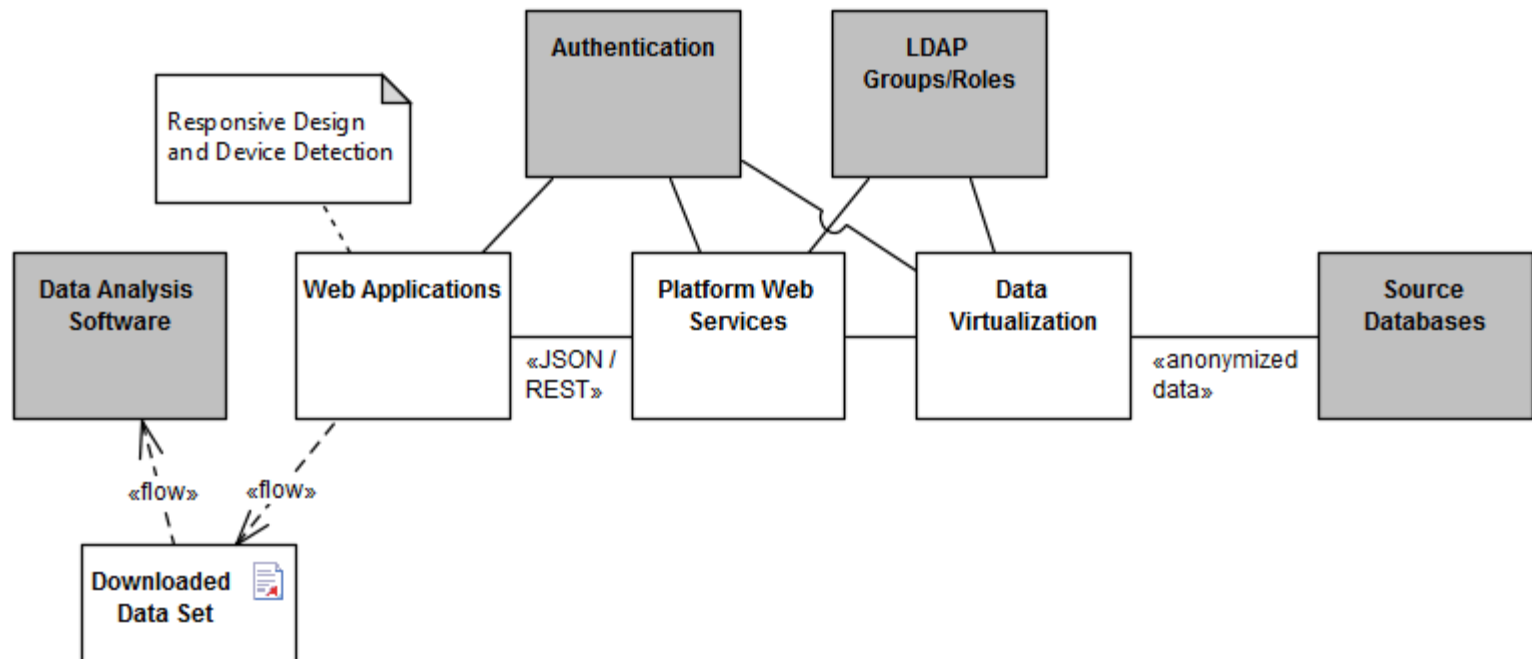 Authentication
LDAP
Groups/Roles
Responsive Design
and Device Detection
Data Analysis
Software
Web Applications
Platform Web
Services
Data
Virtualization
Source
Databases
«JSON /
REST»
«anonymized
data»
«flow»
«flow»
Downloaded
Data Set